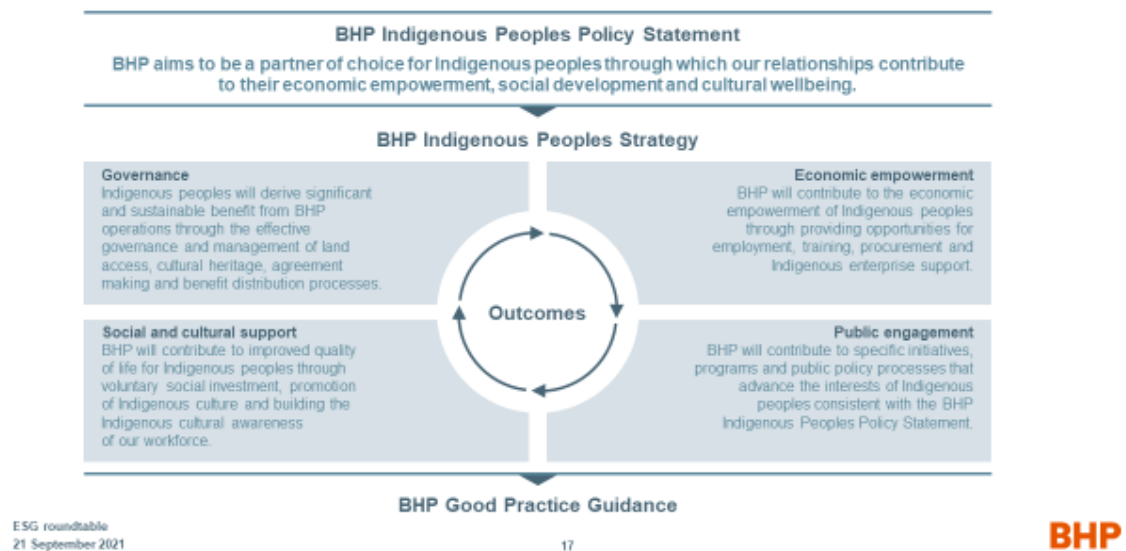 BHP Indigenous Peoples Policy Statement
BHP aims to be a partner of choice for Indigenous peoples through which our relationships contribute
to their economic empowerment, social development and cultural wellbeing.
BHP Indigenous Peoples Strategy
Governance
Indigenous peoples will derive significant
and sustainable benefit from BHP
operations through the effective
governance and management of land
access, cultural heritage, agreement
making and benefit distribution processes.
Economic empowerment
BHP will contribute to the economic
empowerment of Indigenous peoples
through providing opportunities for
employment, training, procurement and
Indigenous enterprise support.
Outcomes
Social and cultural support
BHP will contribute to improved quality
of life for Indigenous peoples through
voluntary social investment, promotion
of Indigenous culture and building the
Indigenous cultural awareness
of our workforce.
Public engagement
BHP will contribute to specific initiatives,
programs and public policy processes that
advance the interests of Indigenous
peoples consistent with the BHP
Indigenous Peoples Policy Statement.
BHP Good Practice Guidance
ESG roundtable
21 September 2021
17
BHP